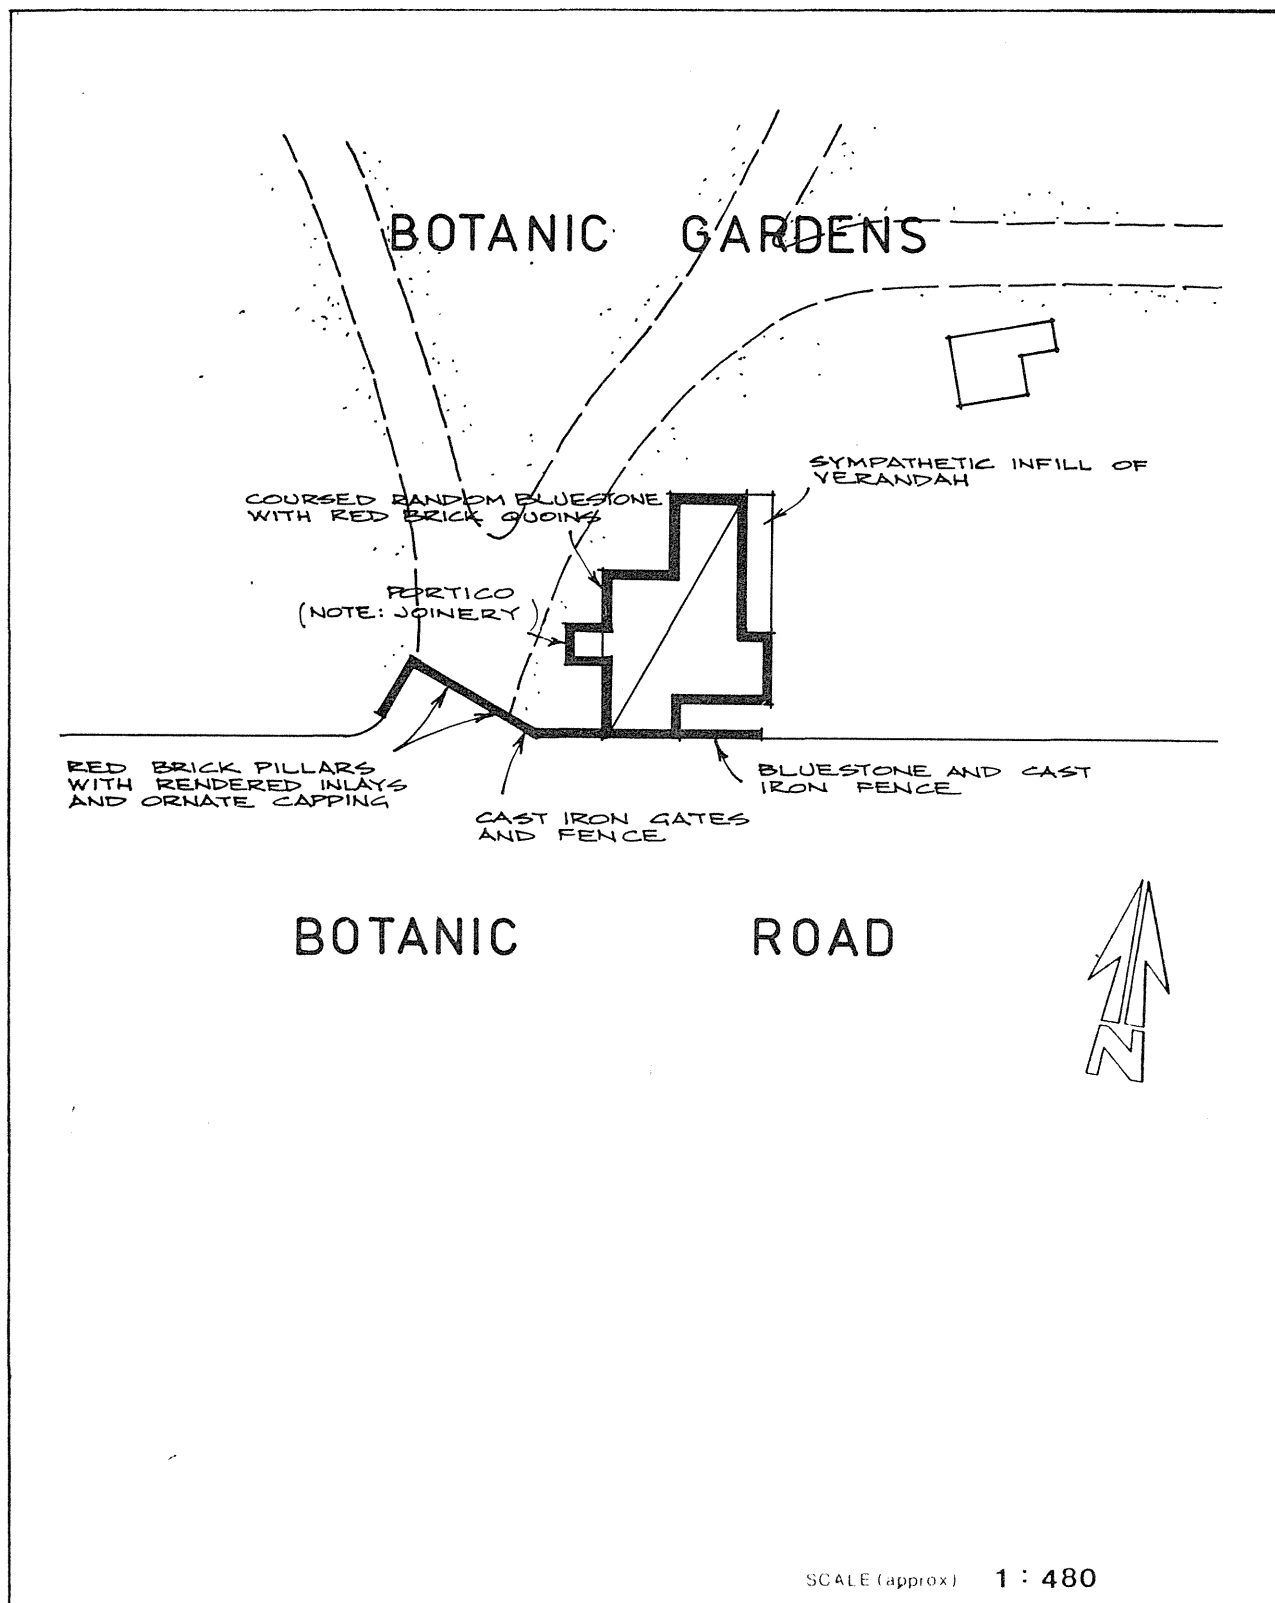 BOTANIC GARDENS
SYMPATHETIC INFILL OF
VERANDAH
COURSED RANDOM BLUESTONE
WITH RED BRICK QUOINS
PORTICO
(NOTE: JOINERY)
RED BRICK PILLARS
WITH RENDERED INLAYS
AND ORNATE CAPPING
BLUESTONE AND CAST
IRON FENCE
CAST IRON GATES
AND FENCE
BOTANIC ROAD
N
SCALE (approx) 1 : 480